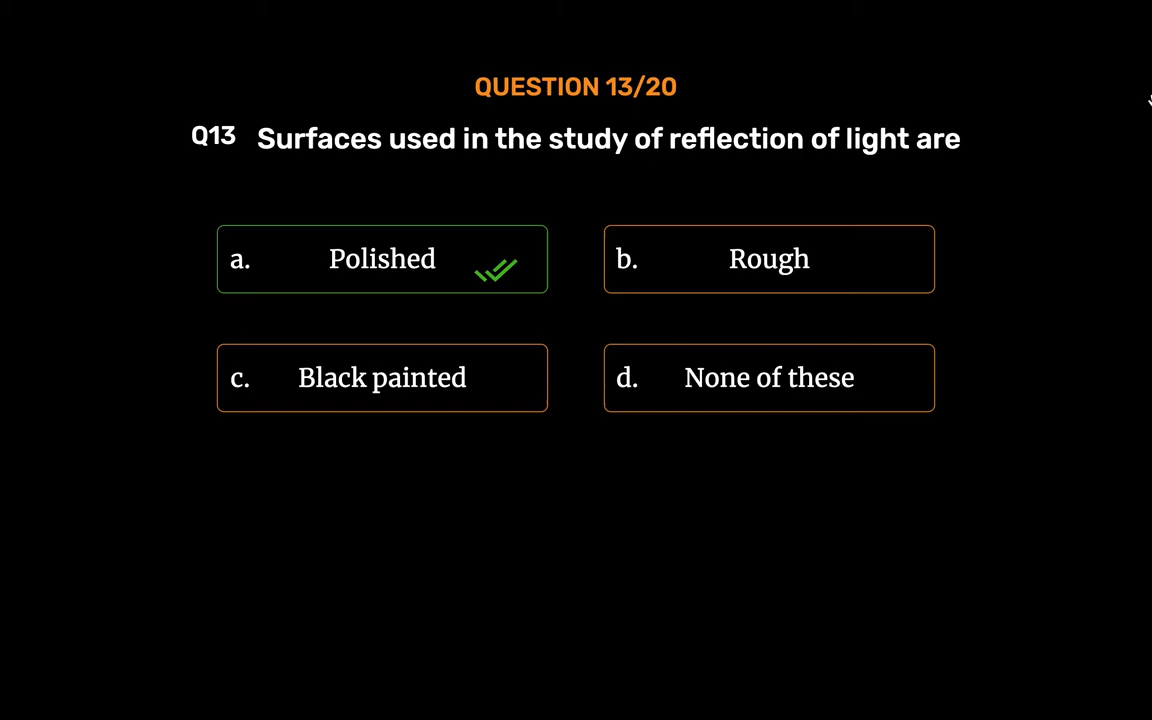 QUESTION 13/20
Q13 Surfaces used in the study of reflection of light are
a. Polished
b. Rough
c. Black painted
d. None of these